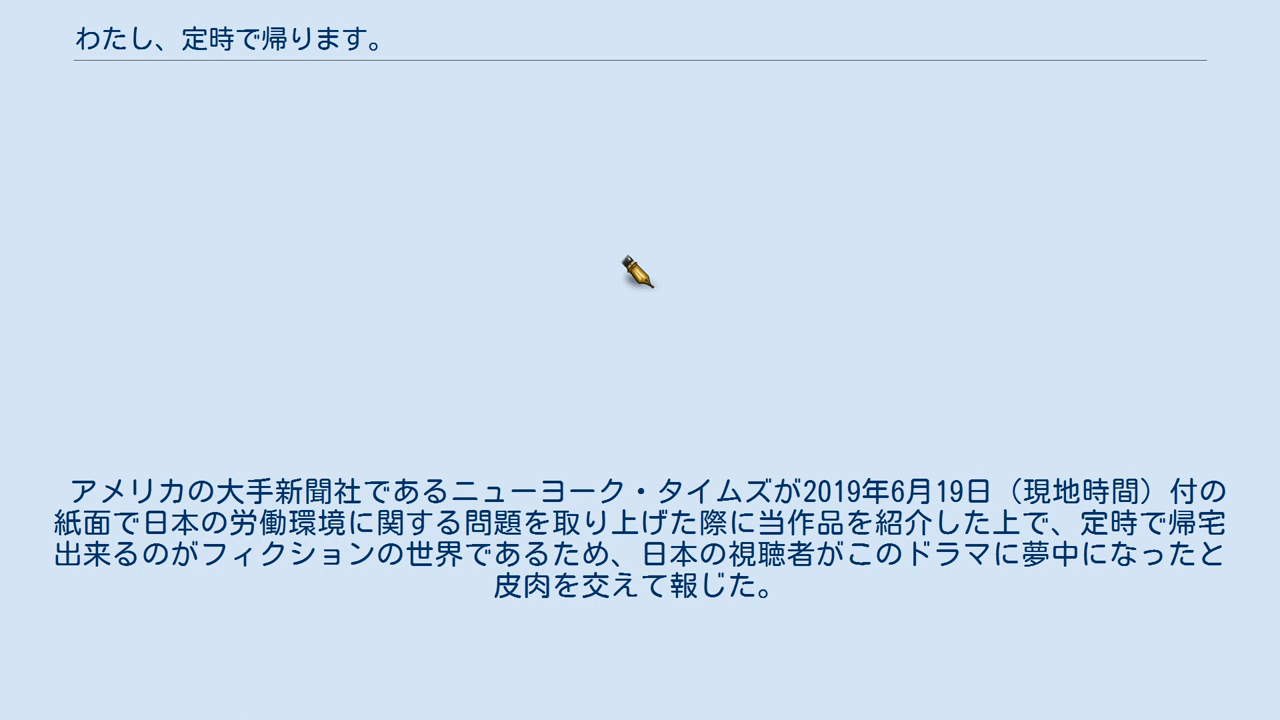 わたし、定時で帰ります。
アメリカの大手新聞社であるニューヨーク・タイムズが2019年6月19日（現地時間）付の
紙面で日本の労働環境に関する問題を取り上げた際に当作品を紹介した上で、定時で帰宅
出来るのがフィクションの世界であるため、日本の視聴者がこのドラマに夢中になったと
皮肉を交えて報じた。